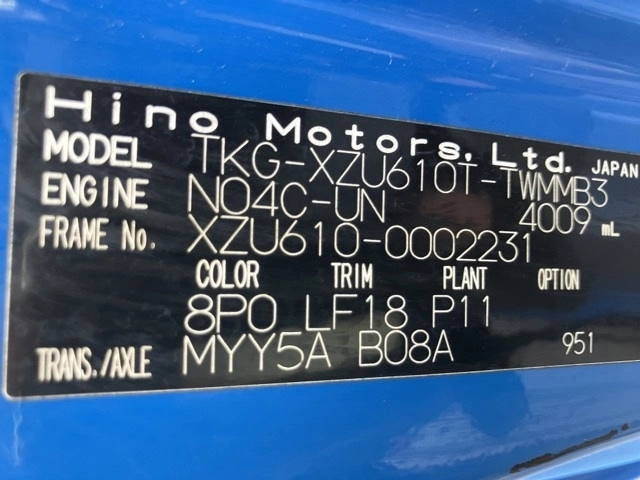 Hino Motors, Ltd. JAPAN
MODEL TKG-XZU610T-TWMMB3
ENGINE N04C-UN 4009 mL
FRAME No. XZU610-0002231
COLOR TRIM PLANT OPTION
8P0 LF18 P11
TRANS./AXLE MYY5A B08A 951